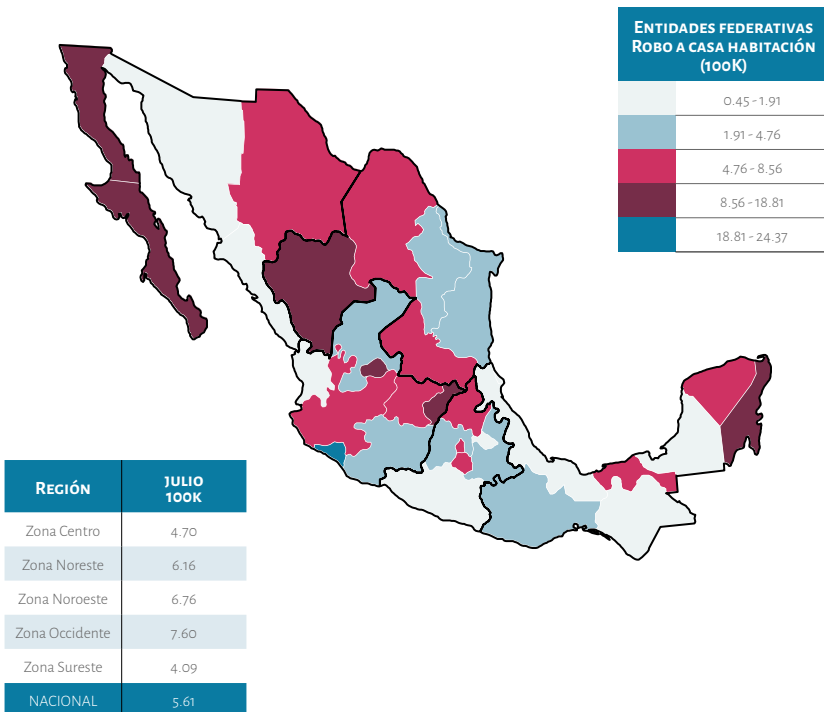 Entidades federativas
Robo a casa habitación
(100K)
0.45 - 1.91
1.91 - 4.76
4.76 - 8.56
8.56 - 18.81
18.81 - 24.37
Región julio 100k
Zona Centro 4.70
Zona Noreste 6.16
Zona Noroeste 6.76
Zona Occidente 7.60
Zona Sureste 4.09
NACIONAL 5.61